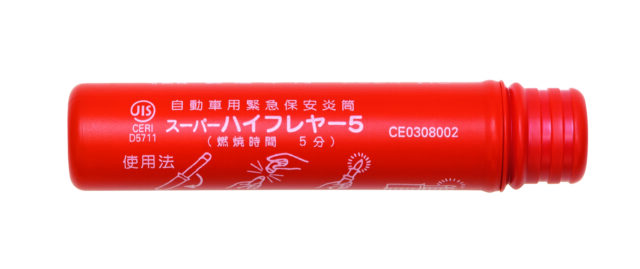 JIS
CERI
D5711
自動車用緊急保安炎筒
スーパーハイフレヤー5
(燃焼時間 5分)
CE0308002
使用法